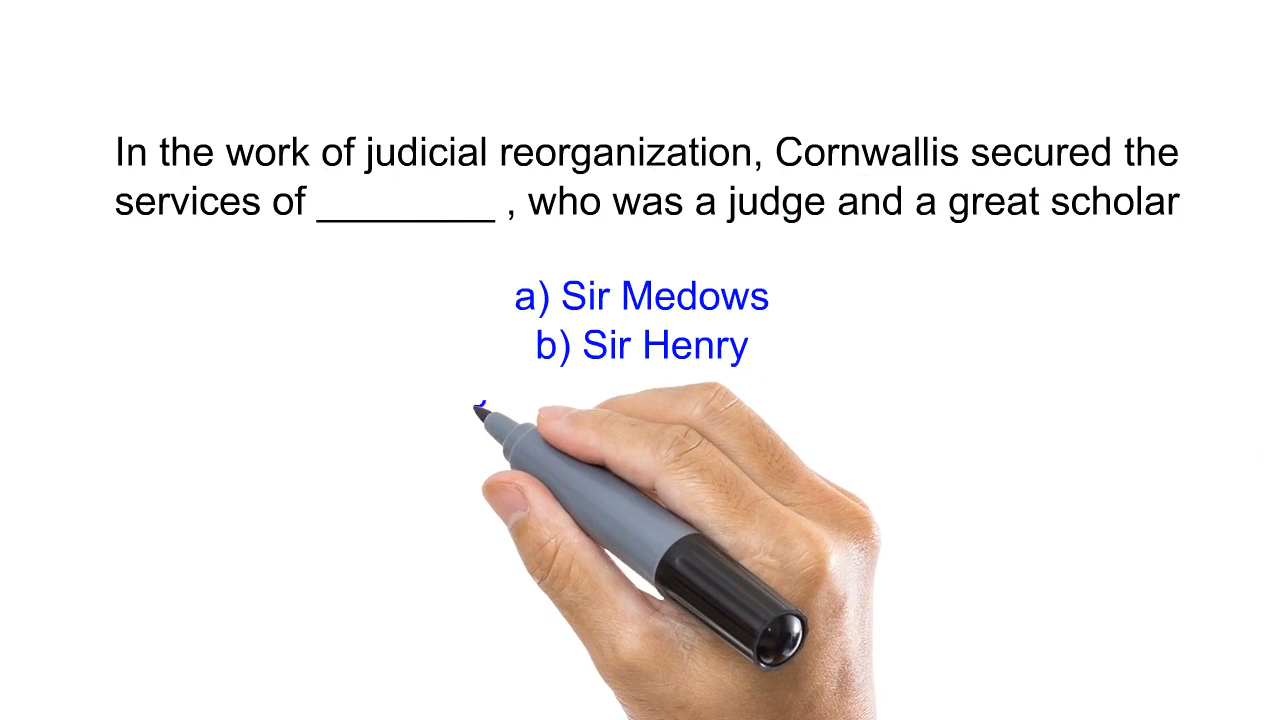 In the work of judicial reorganization, Cornwallis secured the
services of ________ , who was a judge and a great scholar
a) Sir Medows
b) Sir Henry